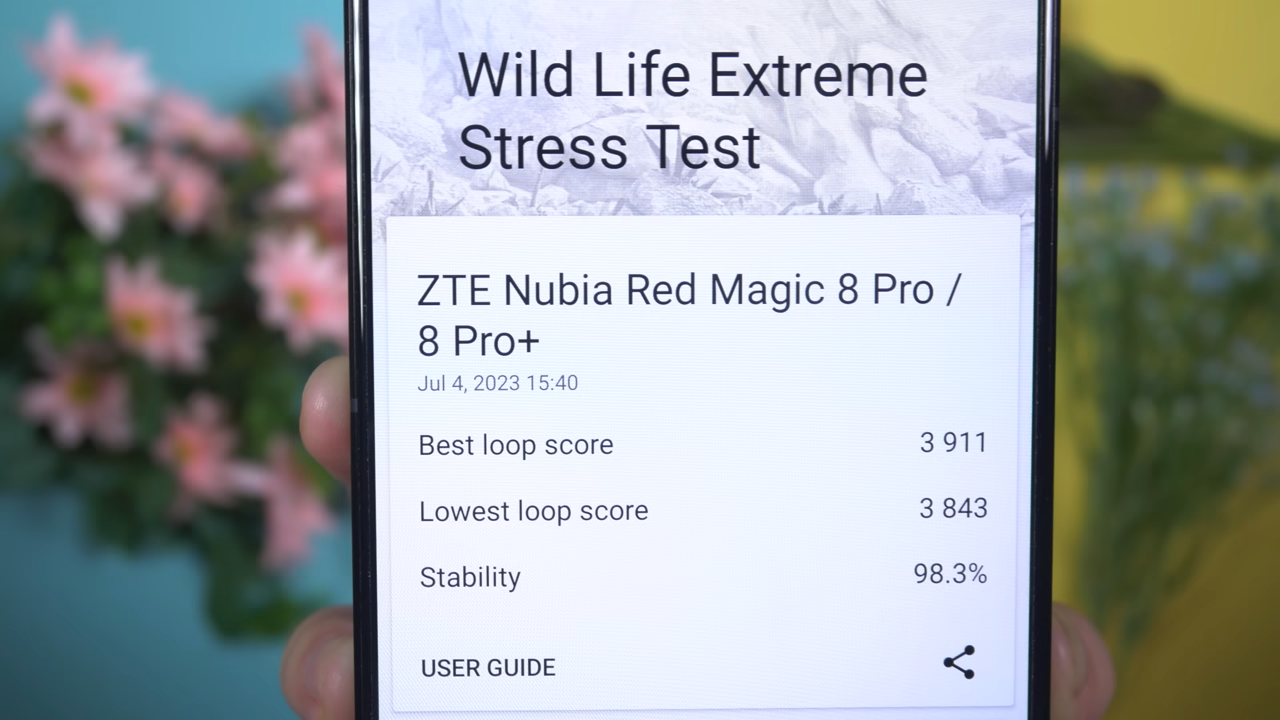 Wild Life Extreme
Stress Test
ZTE Nubia Red Magic 8 Pro /
8 Pro+
Jul 4, 2023 15:40
Best loop score 3 911
Lowest loop score 3 843
Stability 98.3%
USER GUIDE